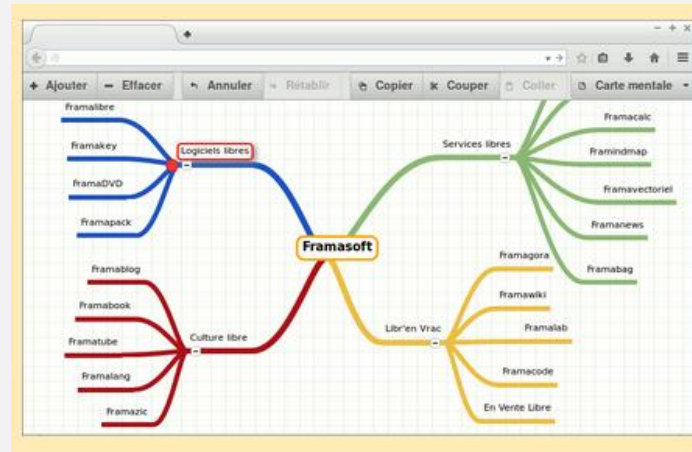 Ajouter Effacer Annuler Rétablir Copier Couper Coller Carte mentale
Framalibre
Framakey
FramaDVD
Framapack
Logiciels libres
Services libres
Framacalc
Framindmap
Framavectoriel
Framanews
Framabag
Framasoft
Framablog
Framabook
Framatube
Framalang
Framazic
Culture libre
Libr'en Vrac
Framagora
Framawiki
Framalab
Framacode
En Vente Libre